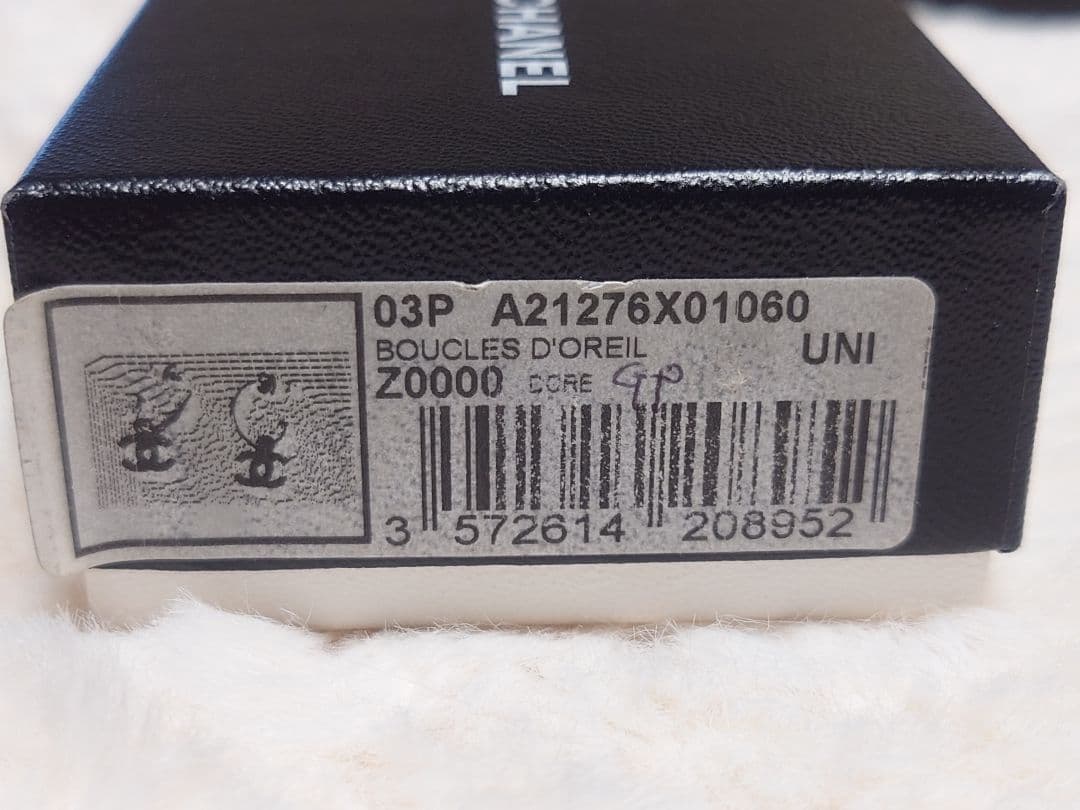 CHANEL
03P A21276X01060
BOUCLES D'OREIL UNI
Z0000 DORE GP
3 572614 208952